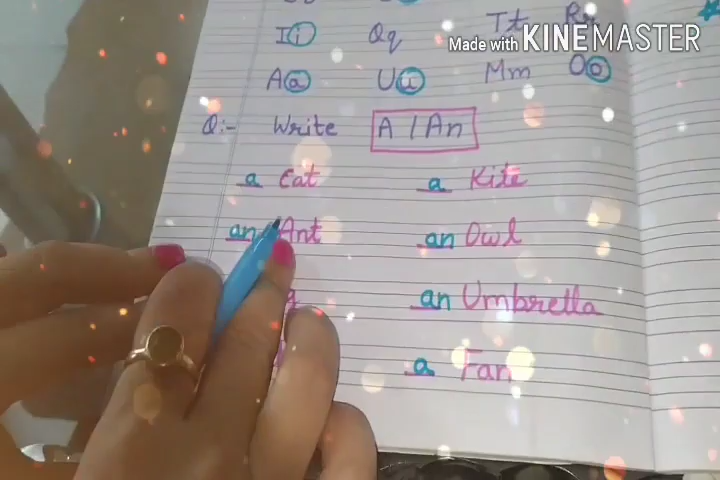 Made with KINEMASTER
Ii Qq Tt Rr
Aa Uu Mm Oo
Q:- Write A / An
a Cat a Kite
an Ant an Owl
an Umbrella
a Fan